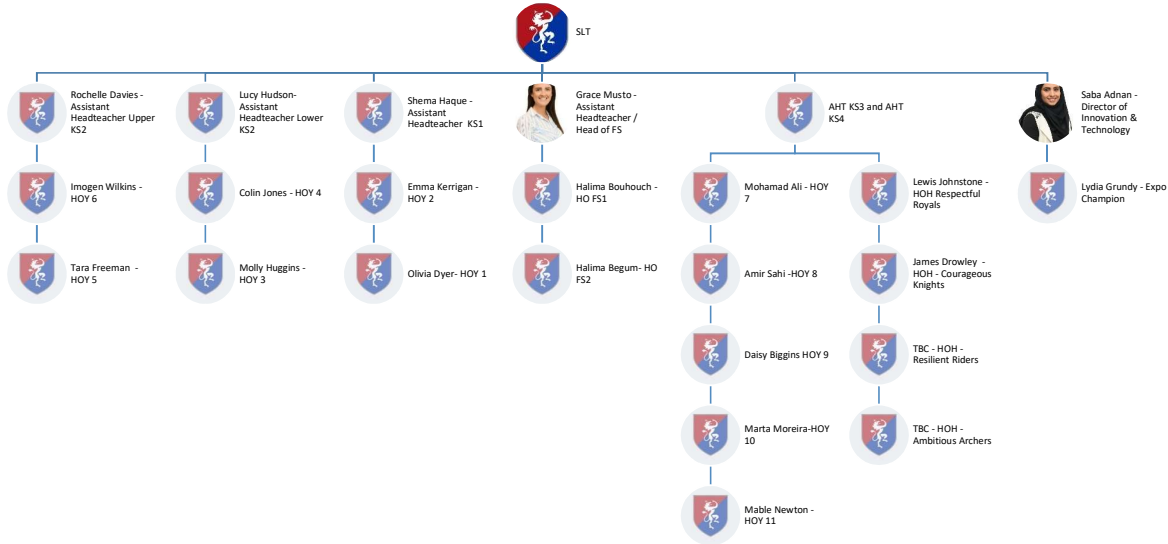 SLT
Rochelle Davies -
Assistant
Headteacher Upper
KS2
Lucy Hudson-
Assistant
Headteacher Lower
KS2
Shema Haque -
Assistant
Headteacher KS1
Grace Musto -
Assistant
Headteacher /
Head of FS
AHT KS3 and AHT
KS4
Saba Adnan -
Director of
Innovation &
Technology
Imogen Wilkins -
HOY 6
Colin Jones - HOY 4
Emma Kerrigan -
HOY 2
Halima Bouhouch -
HO FS1
Mohamad Ali - HOY
7
Lewis Johnstone -
HOH Respectful
Royals
Lydia Grundy - Expo
Champion
Tara Freeman -
HOY 5
Molly Huggins -
HOY 3
Olivia Dyer- HOY 1
Halima Begum- HO
FS2
Amir Sahi -HOY 8
James Drowley -
HOH - Courageous
Knights
Daisy Biggins HOY 9
TBC - HOH -
Resilient Riders
Marta Moreira-HOY
10
TBC - HOH -
Ambitious Archers
Mable Newton -
HOY 11